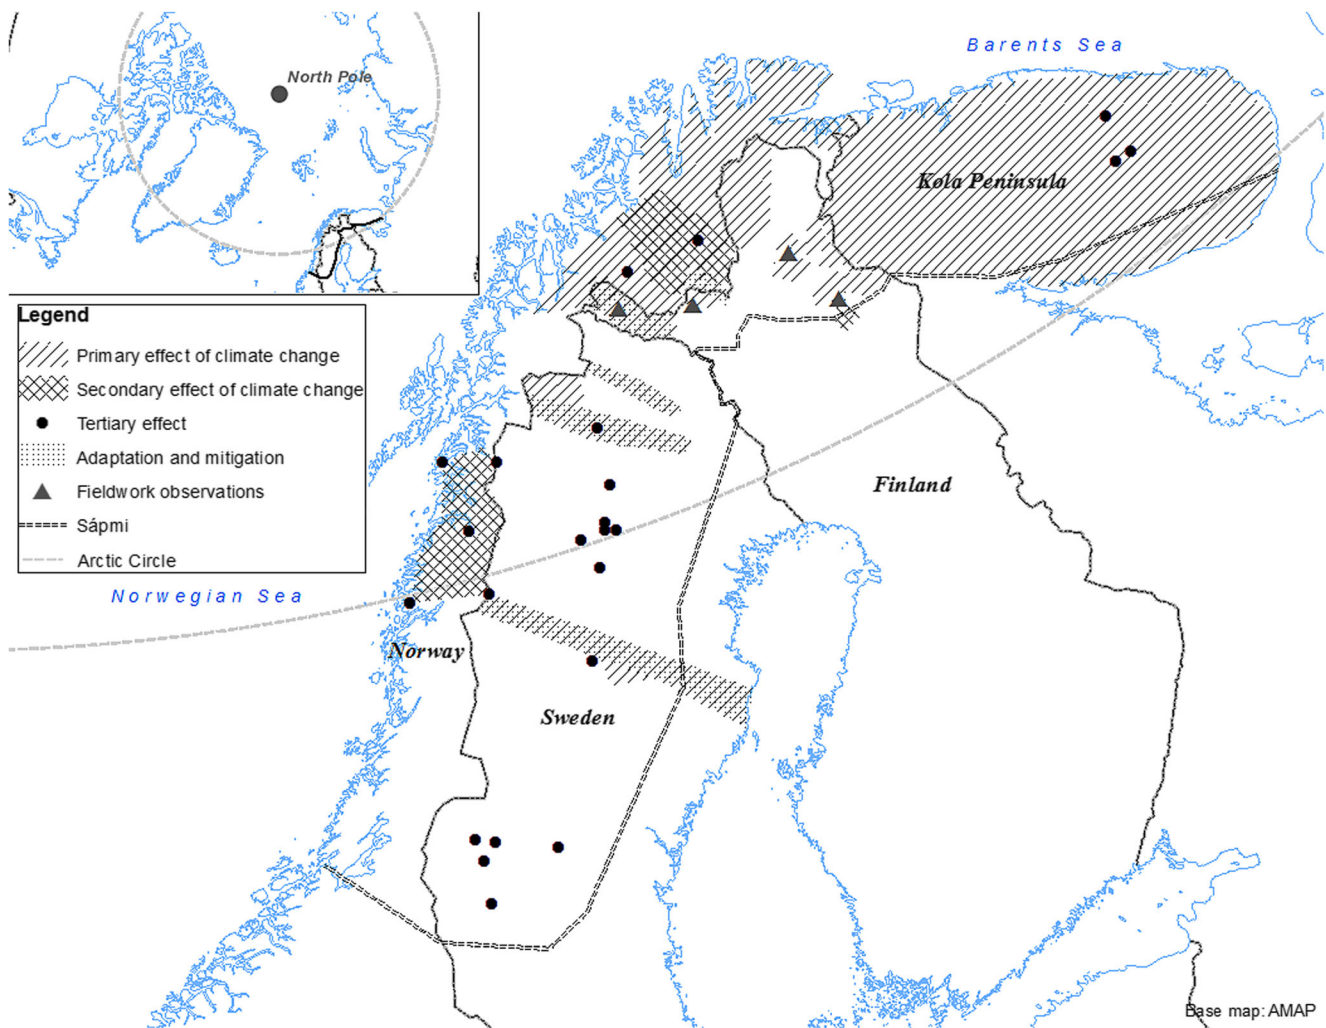 Barents Sea
North Pole
Kola Peninsula
Legend
Primary effect of climate change
Secondary effect of climate change
Tertiary effect
Adaptation and mitigation
Fieldwork observations
Sápmi
Arctic Circle
Finland
Norwegian Sea
Norway
Sweden
Base map: AMAP